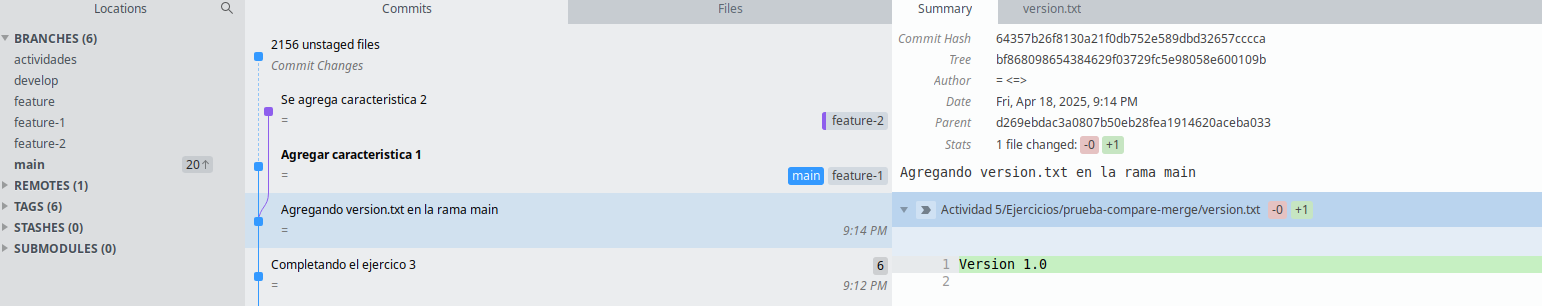 Locations
BRANCHES (6)
actividades
develop
feature
feature-1
feature-2
main 20↑
REMOTES (1)
TAGS (6)
STASHES (0)
SUBMODULES (0)
Commits Files
2156 unstaged files
Commit Changes
Se agrega caracteristica 2
= feature-2
Agregar caracteristica 1
= main feature-1
Agregando version.txt en la rama main
= 9:14 PM
Completando el ejercico 3 6
= 9:12 PM
Summary version.txt
Commit Hash 64357b26f8130a21f0db752e589dbd32657cccca
Tree bf868098654384629f03729fc5e98058e600109b
Author = <=>
Date Fri, Apr 18, 2025, 9:14 PM
Parent d269ebdac3a0807b50eb28fea1914620aceba033
Stats 1 file changed: -0 +1
Agregando version.txt en la rama main
Actividad 5/Ejercicios/prueba-compare-merge/version.txt -0 +1
1 Version 1.0
2